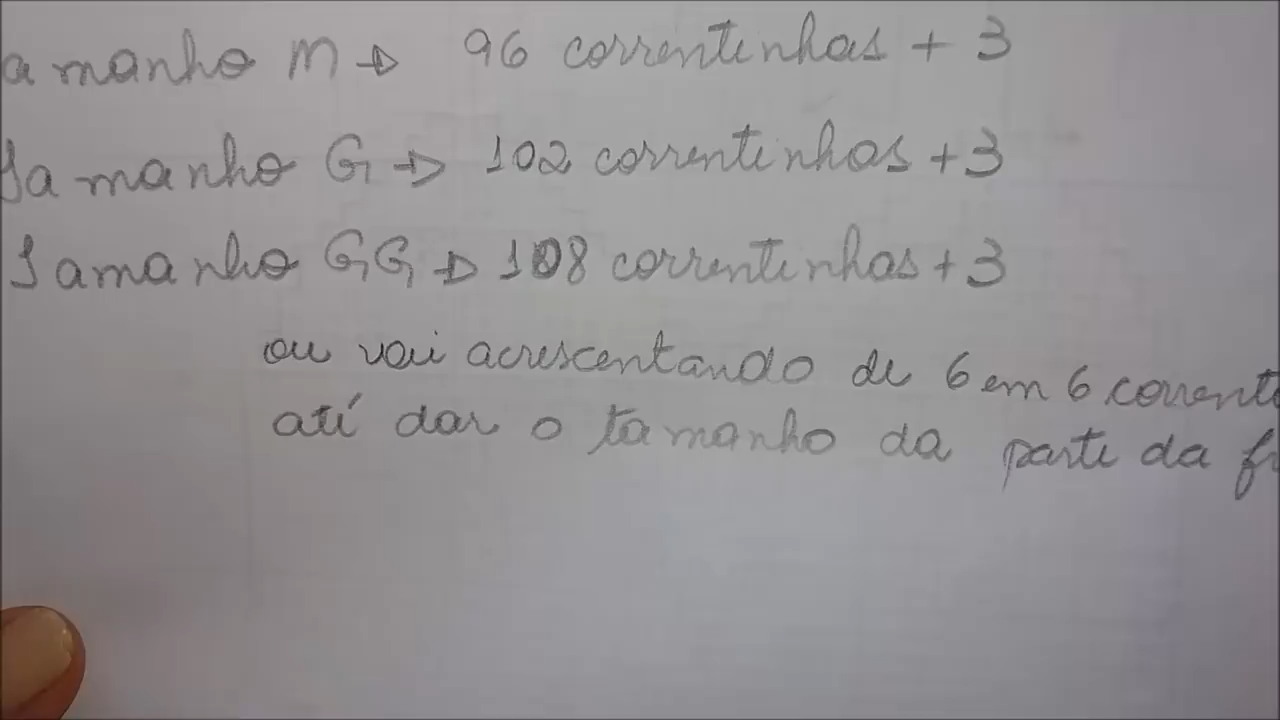 amanho M → 96 correntinhas + 3
Tamanho G → 102 correntinhas + 3
Tamanho GG → 108 correntinhas + 3
ou vai acrescentando de 6 em 6 corrent
até dar o tamanho da parte da f